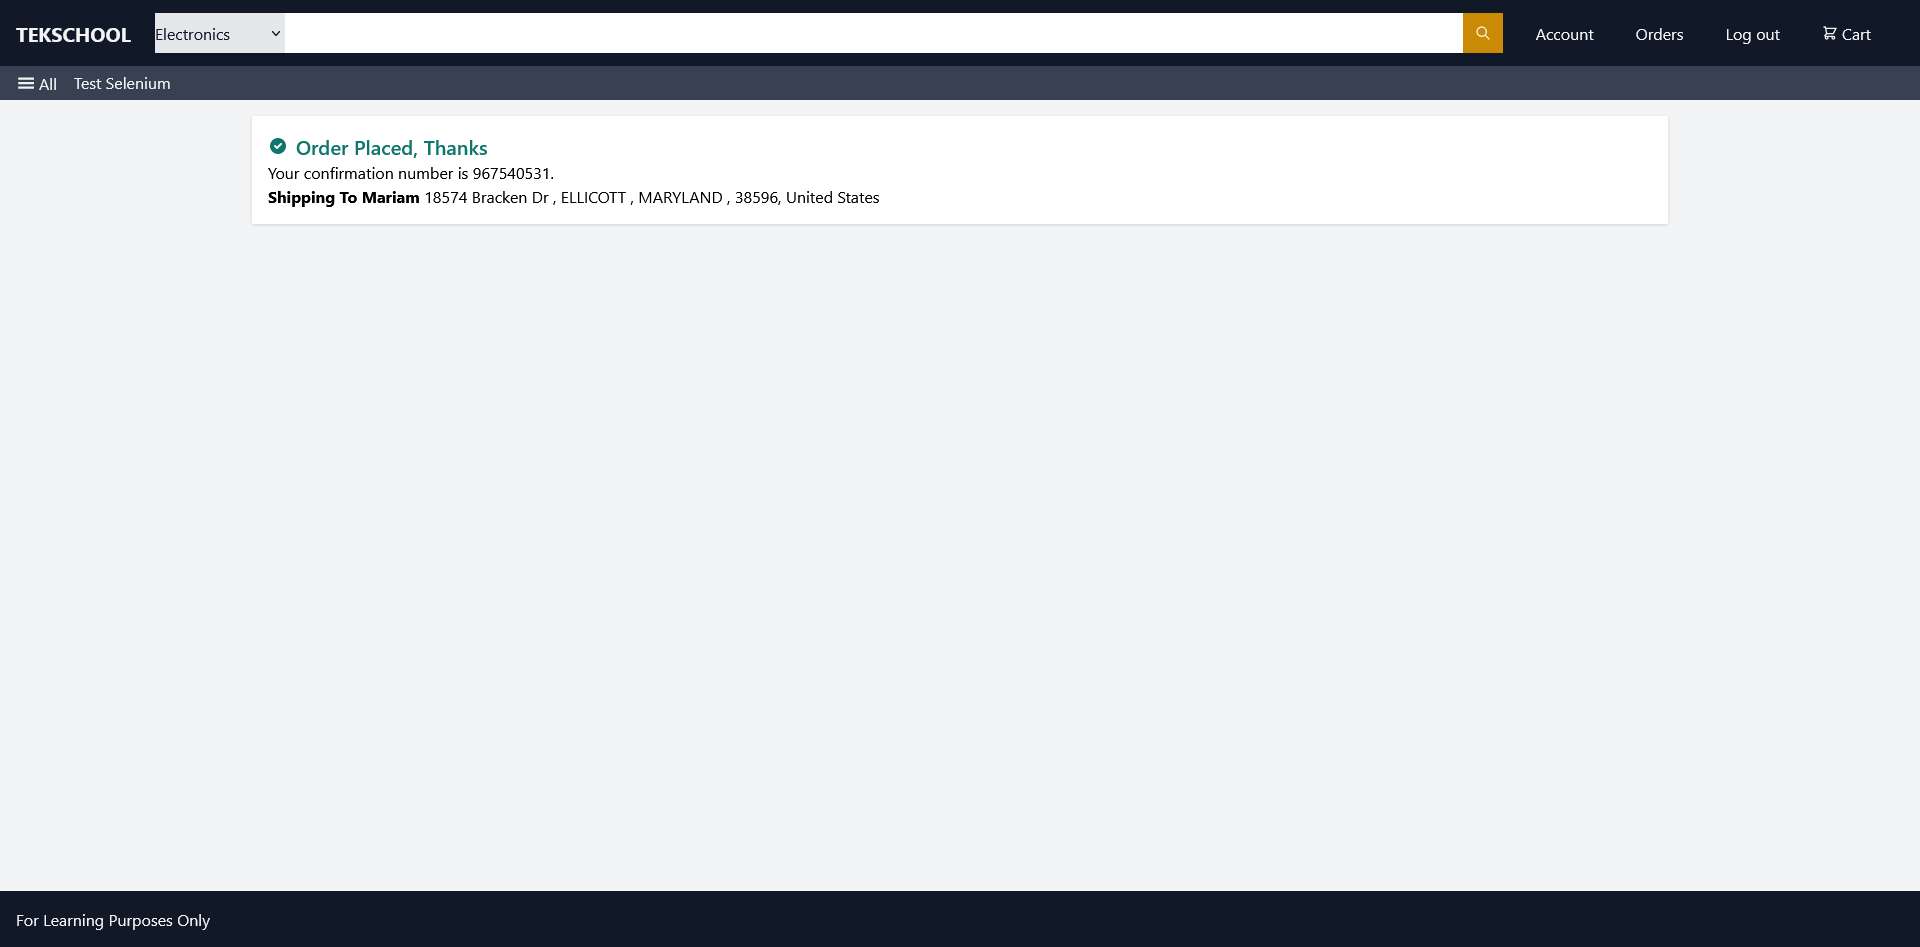 TEKSCHOOL
Electronics
Account
Orders
Log out
Cart
All
Test Selenium
Order Placed, Thanks
Your confirmation number is 967540531.
Shipping To Mariam 18574 Bracken Dr , ELLICOTT , MARYLAND , 38596, United States
For Learning Purposes Only